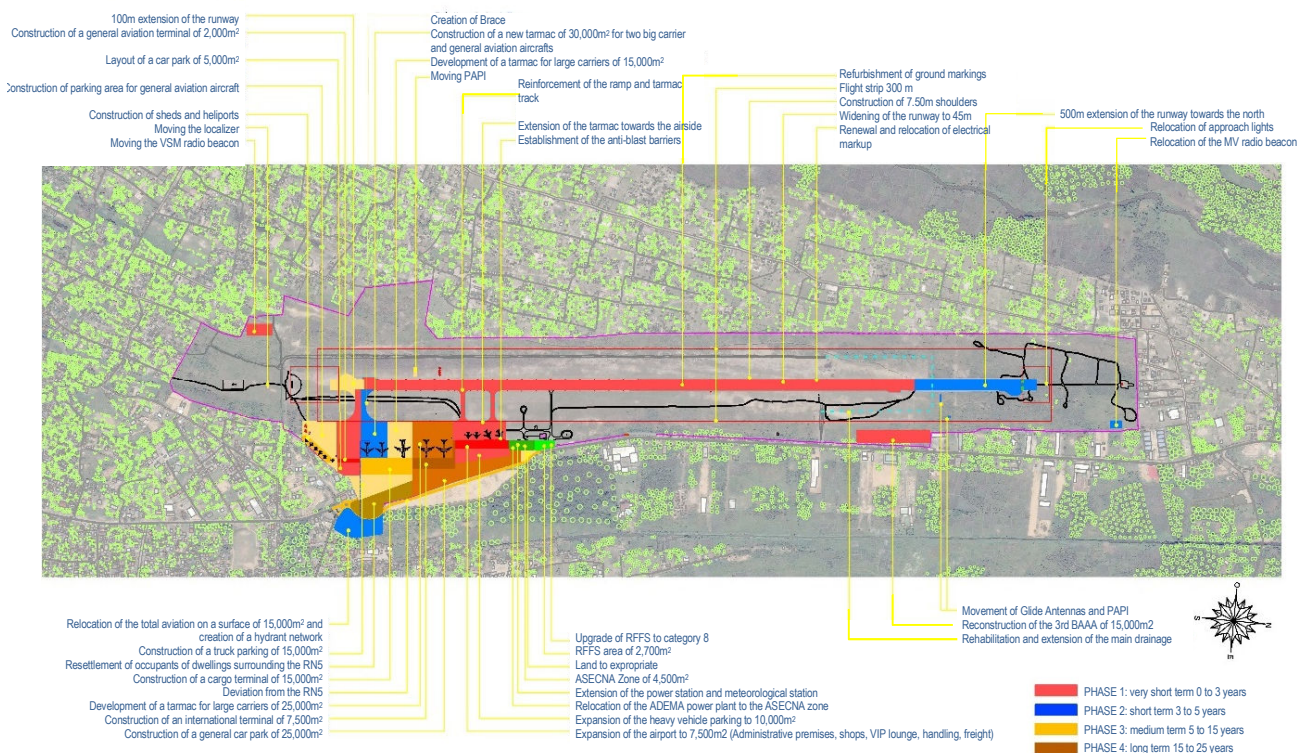 100m extension of the runway
Construction of a general aviation terminal of 2,000m²
Layout of a car park of 5,000m²
Construction of parking area for general aviation aircraft
Construction of sheds and heliports
Moving the localizer
Moving the VSM radio beacon
Creation of Brace
Construction of a new tarmac of 30,000m² for two big carrier
and general aviation aircrafts
Development of a tarmac for large carriers of 15,000m²
Moving PAPI
Reinforcement of the ramp and tarmac
track
Extension of the tarmac towards the airside
Establishment of the anti-blast barriers
Refurbishment of ground markings
Flight strip 300 m
Construction of 7.50m shoulders
Widening of the runway to 45m
Renewal and relocation of electrical
markup
500m extension of the runway towards the north
Relocation of approach lights
Relocation of the MV radio beacon
Relocation of the total aviation on a surface of 15,000m² and
creation of a hydrant network
Construction of a truck parking of 15,000m²
Resettlement of occupants of dwellings surrounding the RN5
Construction of a cargo terminal of 15,000m²
Deviation from the RN5
Development of a tarmac for large carriers of 25,000m²
Construction of an international terminal of 7,500m²
Construction of a general car park of 25,000m²
Upgrade of RFFS to category 8
RFFS area of 2,700m²
Land to expropriate
ASECNA Zone of 4,500m²
Extension of the power station and meteorological station
Relocation of the ADEMA power plant to the ASECNA zone
Expansion of the heavy vehicle parking to 10,000m²
Expansion of the airport to 7,500m2 (Administrative premises, shops, VIP lounge, handling, freight)
Movement of Glide Antennas and PAPI
Reconstruction of the 3rd BAAA of 15,000m2
Rehabilitation and extension of the main drainage
O
S
N
E
PHASE 1: very short term 0 to 3 years
PHASE 2: short term 3 to 5 years
PHASE 3: medium term 5 to 15 years
PHASE 4: long term 15 to 25 years